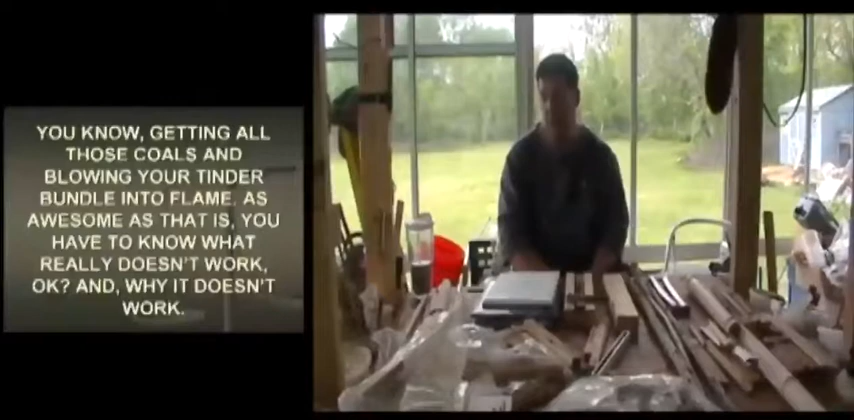 YOU KNOW, GETTING ALL
THOSE COALS AND
BLOWING YOUR TINDER
BUNDLE INTO FLAME. AS
AWESOME AS THAT IS, YOU
HAVE TO KNOW WHAT
REALLY DOESN'T WORK,
OK? AND, WHY IT DOESN'T
WORK.